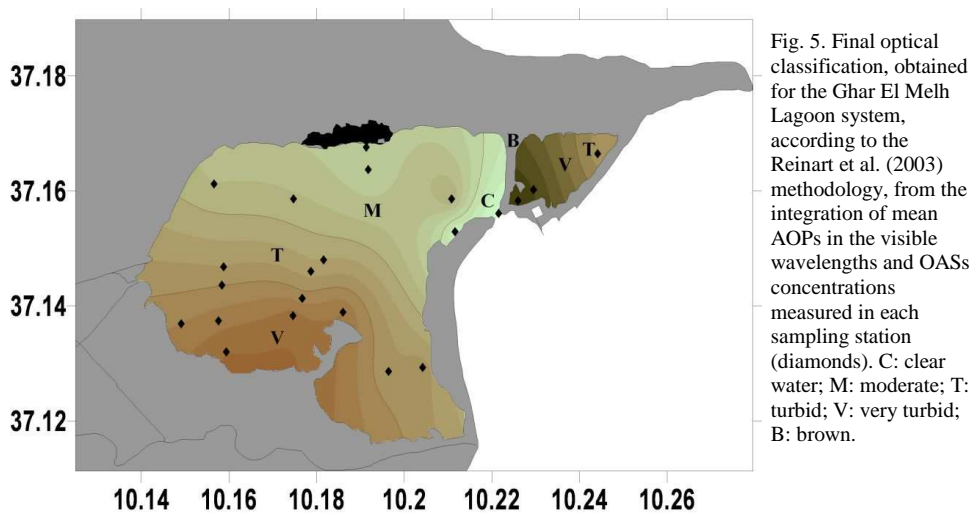 37.18
37.16
37.14
37.12
B
V
T
C
M
T
V
10.14
10.16
10.18
10.2
10.22
10.24
10.26
Fig. 5. Final optical
classification, obtained
for the Ghar El Melh
Lagoon system,
according to the
Reinart et al. (2003)
methodology, from the
integration of mean
AOPs in the visible
wavelengths and OASs
concentrations
measured in each
sampling station
(diamonds). C: clear
water; M: moderate; T:
turbid; V: very turbid;
B: brown.